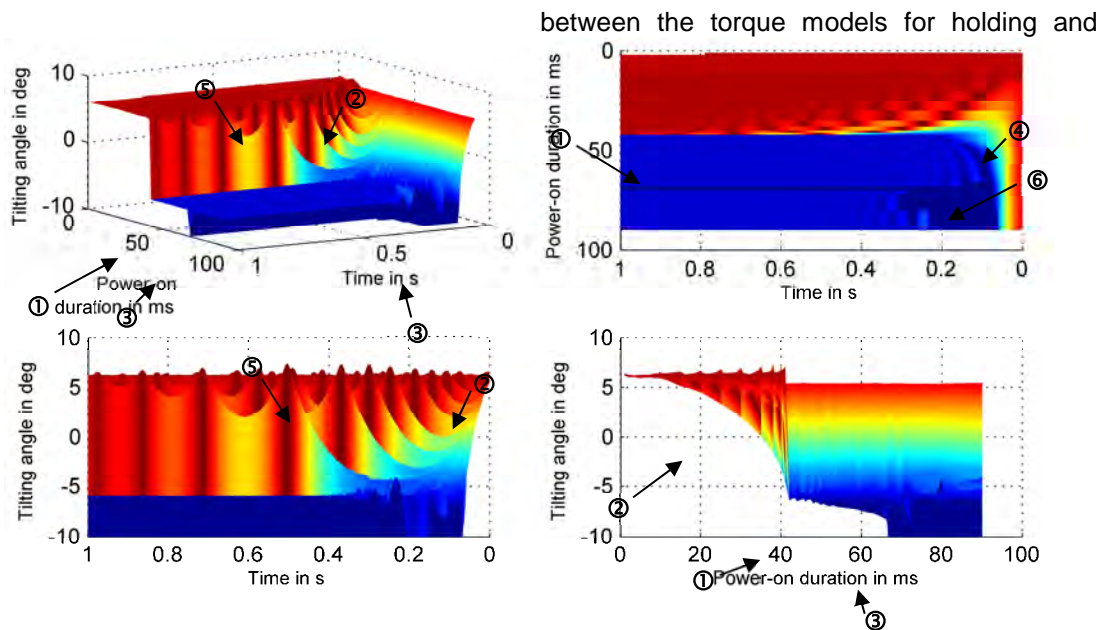 between the torque models for holding and
Tilting angle in deg
10
0
-10
⑤
②
0
50
100
Power-on
duration in ms
①
③
1
0.5
0
Time in s
③
Power-on duration in ms
0
50
100
①
④
⑥
1 0.8 0.6 0.4 0.2 0
Time in s
Tilting angle in deg
10
5
0
-5
-10
⑤
②
1 0.8 0.6 0.4 0.2 0
Time in s
Tilting angle in deg
10
5
0
-5
-10
②
0 20 40 60 80 100
① Power-on duration in ms
③